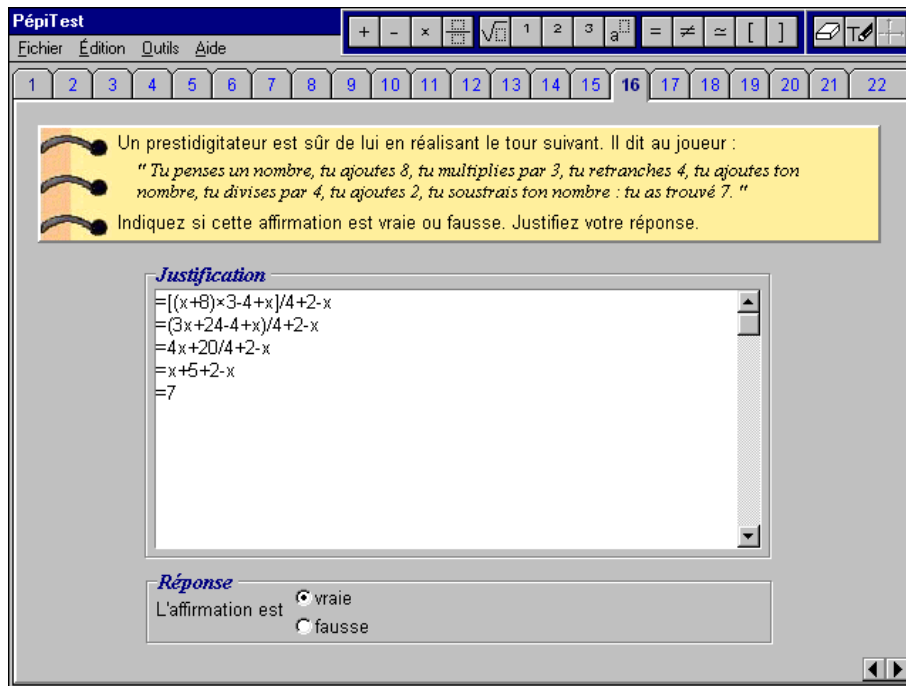 PépiTest
+ - × √ 1 2 3 a = ≠ ≃ [ ] T
Fichier Édition Outils Aide
1 2 3 4 5 6 7 8 9 10 11 12 13 14 15 16 17 18 19 20 21 22
Un prestidigitateur est sûr de lui en réalisant le tour suivant. Il dit au joueur :
" Tu penses un nombre, tu ajoutes 8, tu multiplies par 3, tu retranches 4, tu ajoutes ton
nombre, tu divises par 4, tu ajoutes 2, tu soustrais ton nombre : tu as trouvé 7. "
Indiquez si cette affirmation est vraie ou fausse. Justifiez votre réponse.
Justification
=[(x+8)×3-4+x]/4+2-x
=(3x+24-4+x)/4+2-x
=4x+20/4+2-x
=x+5+2-x
=7
Réponse
L'affirmation est
vraie
fausse